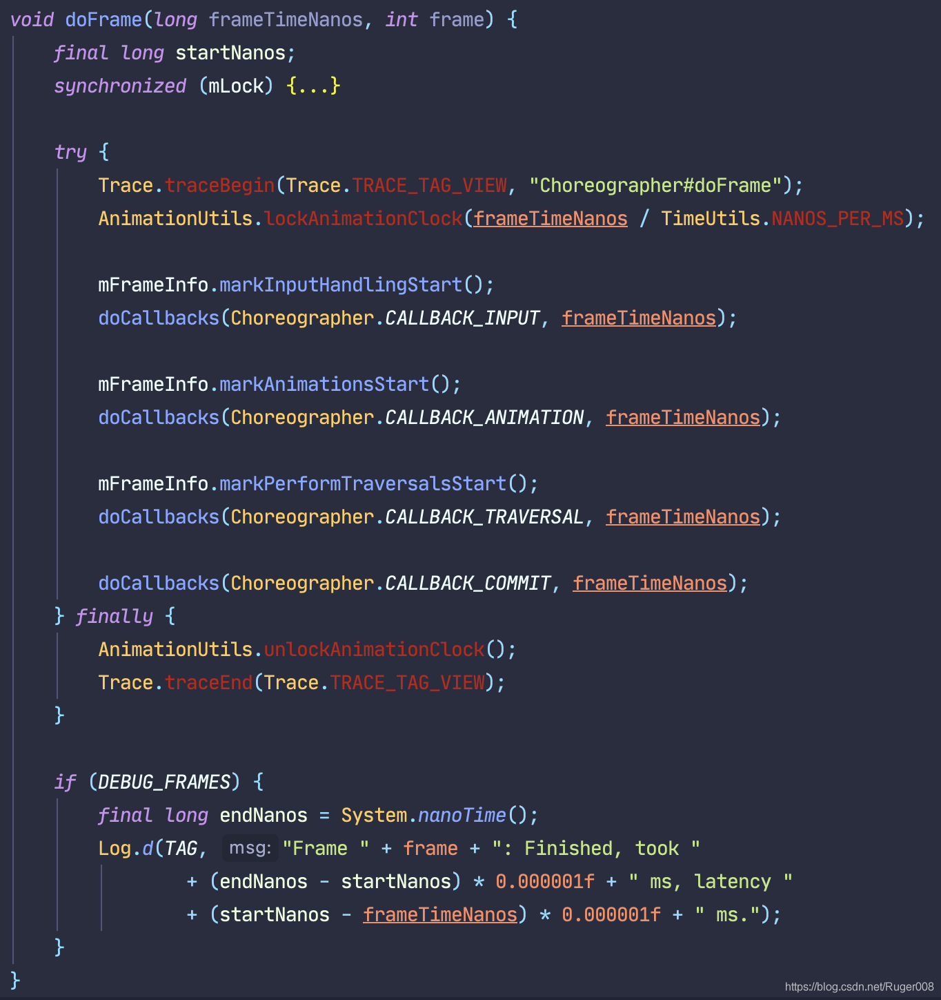 void doFrame(long frameTimeNanos, int frame) {
    final long startNanos;
    synchronized (mLock) {...}
    try {
        Trace.traceBegin(Trace.TRACE_TAG_VIEW, "Choreographer#doFrame");
        AnimationUtils.lockAnimationClock(frameTimeNanos / TimeUtils.NANOS_PER_MS);
        mFrameInfo.markInputHandlingStart();
        doCallbacks(Choreographer.CALLBACK_INPUT, frameTimeNanos);
        mFrameInfo.markAnimationsStart();
        doCallbacks(Choreographer.CALLBACK_ANIMATION, frameTimeNanos);
        mFrameInfo.markPerformTraversalsStart();
        doCallbacks(Choreographer.CALLBACK_TRAVERSAL, frameTimeNanos);
        doCallbacks(Choreographer.CALLBACK_COMMIT, frameTimeNanos);
    } finally {
        AnimationUtils.unlockAnimationClock();
        Trace.traceEnd(Trace.TRACE_TAG_VIEW);
    }
    if (DEBUG_FRAMES) {
        final long endNanos = System.nanoTime();
        Log.d(TAG, msg: "Frame " + frame + ": Finished, took "
                + (endNanos - startNanos) * 0.000001f + " ms, latency "
                + (startNanos - frameTimeNanos) * 0.000001f + " ms.");
    }
}
https://blog.csdn.net/Ruger008